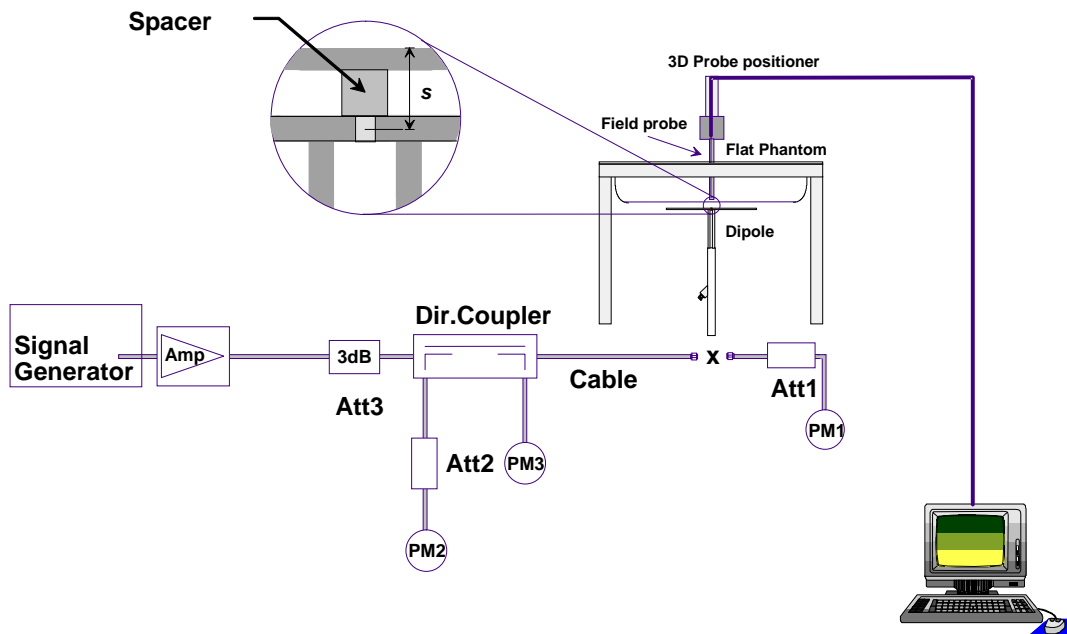 Spacer
s
3D Probe positioner
Field probe
Flat Phantom
Dipole
Signal
Generator
Amp
3dB
Att3
Dir.Coupler
Att2
PM2
PM3
Cable
x
Att1
PM1